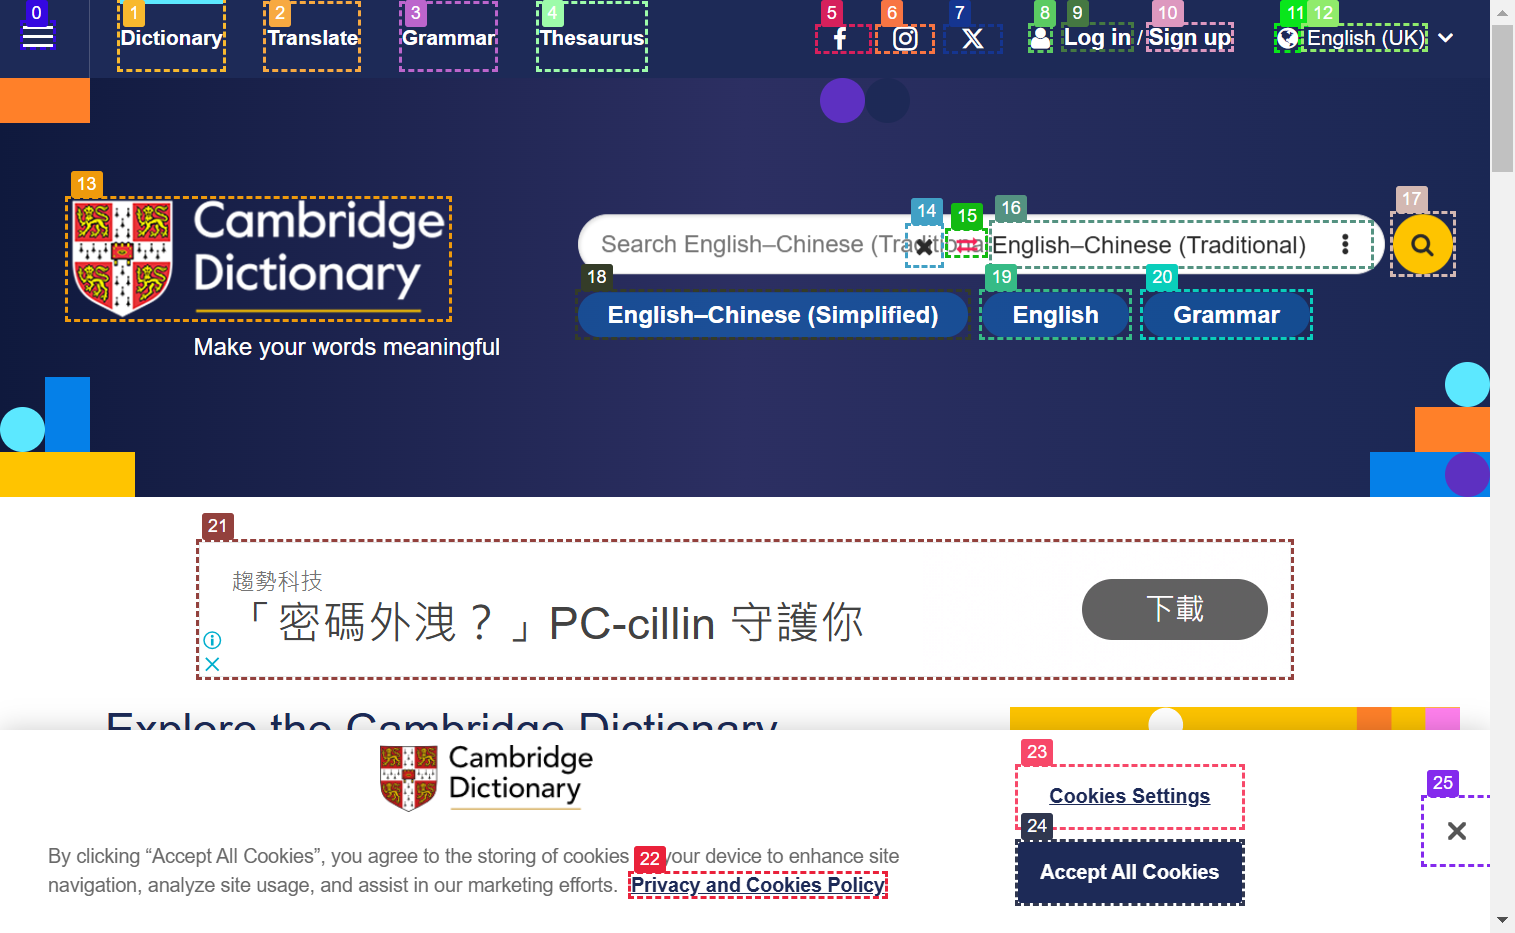 0 1 2 3 4 5 6 7 8 9 10 11 12
Dictionary Translate Grammar Thesaurus Log in / Sign up English (UK)
13
Cambridge
Dictionary
Make your words meaningful
14 15 16 17
Search English–Chinese (Traditional English–Chinese (Traditional)
18 19 20
English–Chinese (Simplified) English Grammar
21
趨勢科技
「密碼外洩？」PC-cillin 守護你
下載
Explore the Cambridge Dictionary
Cambridge
Dictionary
23
Cookies Settings
24
Accept All Cookies
25
By clicking “Accept All Cookies”, you agree to the storing of cookies 22 your device to enhance site
navigation, analyze site usage, and assist in our marketing efforts. Privacy and Cookies Policy